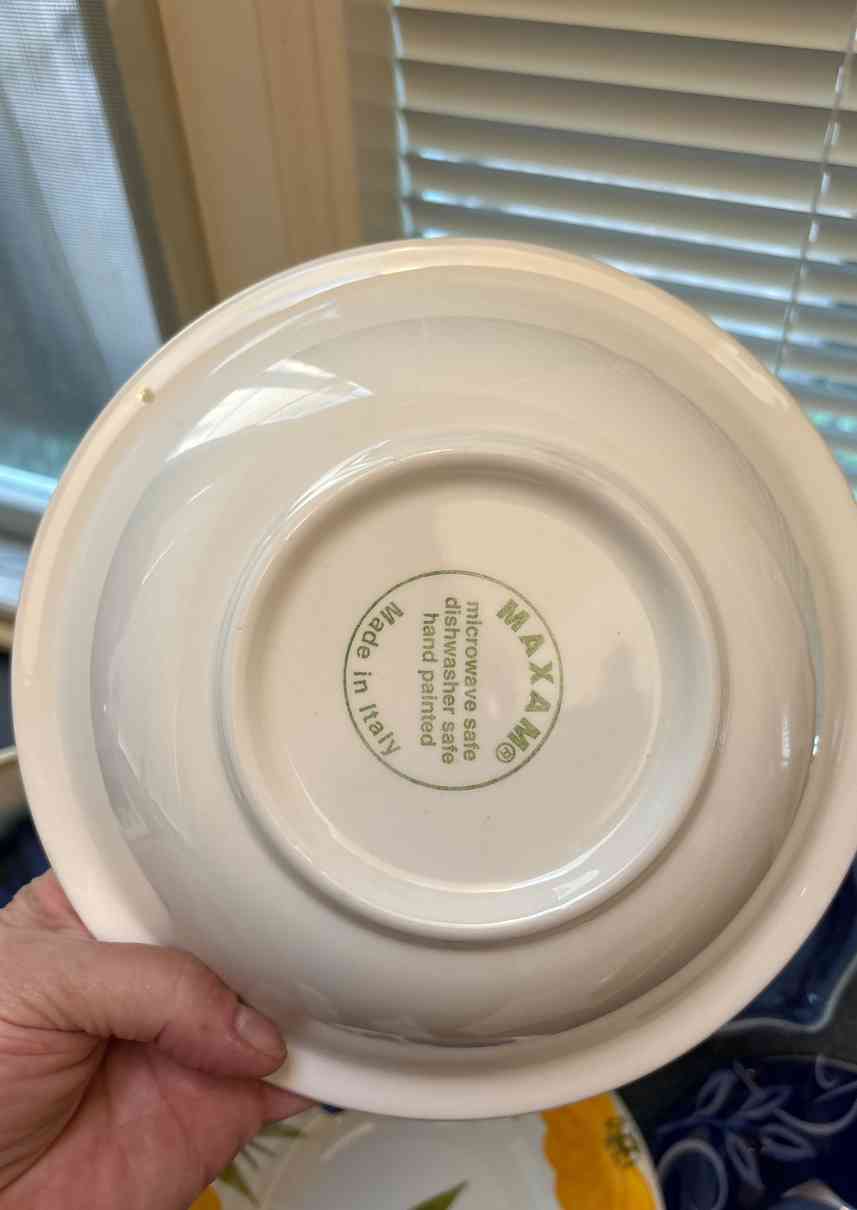 MAXAM®
microwave safe
dishwasher safe
hand painted
Made in Italy